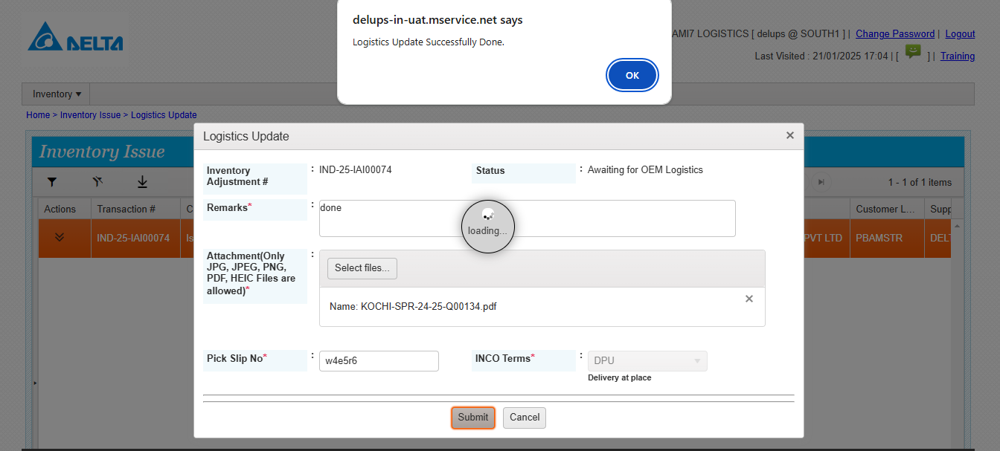 delups-in-uat.mservice.net says
Logistics Update Successfully Done.
OK
DELTA
AMI7 LOGISTICS [ delups @ SOUTH1 ] | Change Password | Logout
Last Visited : 21/01/2025 17:04 | [ ] | Training
Inventory
Home > Inventory Issue > Logistics Update
Inventory Issue
1 - 1 of 1 items
Actions Transaction # Customer L...
IND-25-IAI00074 PVT LTD PBAMSTR
Logistics Update
Inventory Adjustment # : IND-25-IAI00074 Status : Awaiting for OEM Logistics
Remarks* : done
loading...
Attachment(Only
JPG, JPEG, PNG,
PDF, HEIC Files are
allowed)* :
Select files...
Name: KOCHI-SPR-24-25-Q00134.pdf
Pick Slip No* : w4e5r6 INCO Terms* : DPU
Delivery at place
Submit Cancel